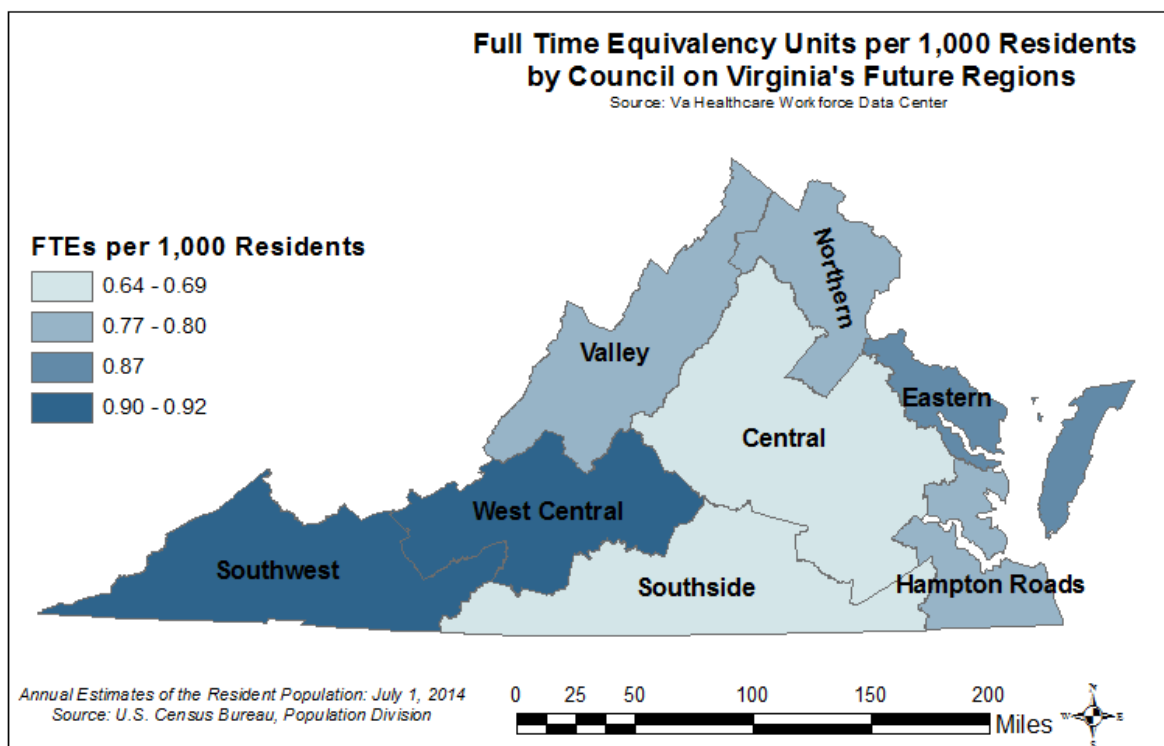 Full Time Equivalency Units per 1,000 Residents
by Council on Virginia's Future Regions
Source: Va Healthcare Workforce Data Center
FTEs per 1,000 Residents
0.64 - 0.69
0.77 - 0.80
0.87
0.90 - 0.92
Northern
Valley
Eastern
Central
West Central
Southwest
Southside
Hampton Roads
Annual Estimates of the Resident Population: July 1, 2014
Source: U.S. Census Bureau, Population Division
0 25 50 100 150 200
Miles
N
W E
S